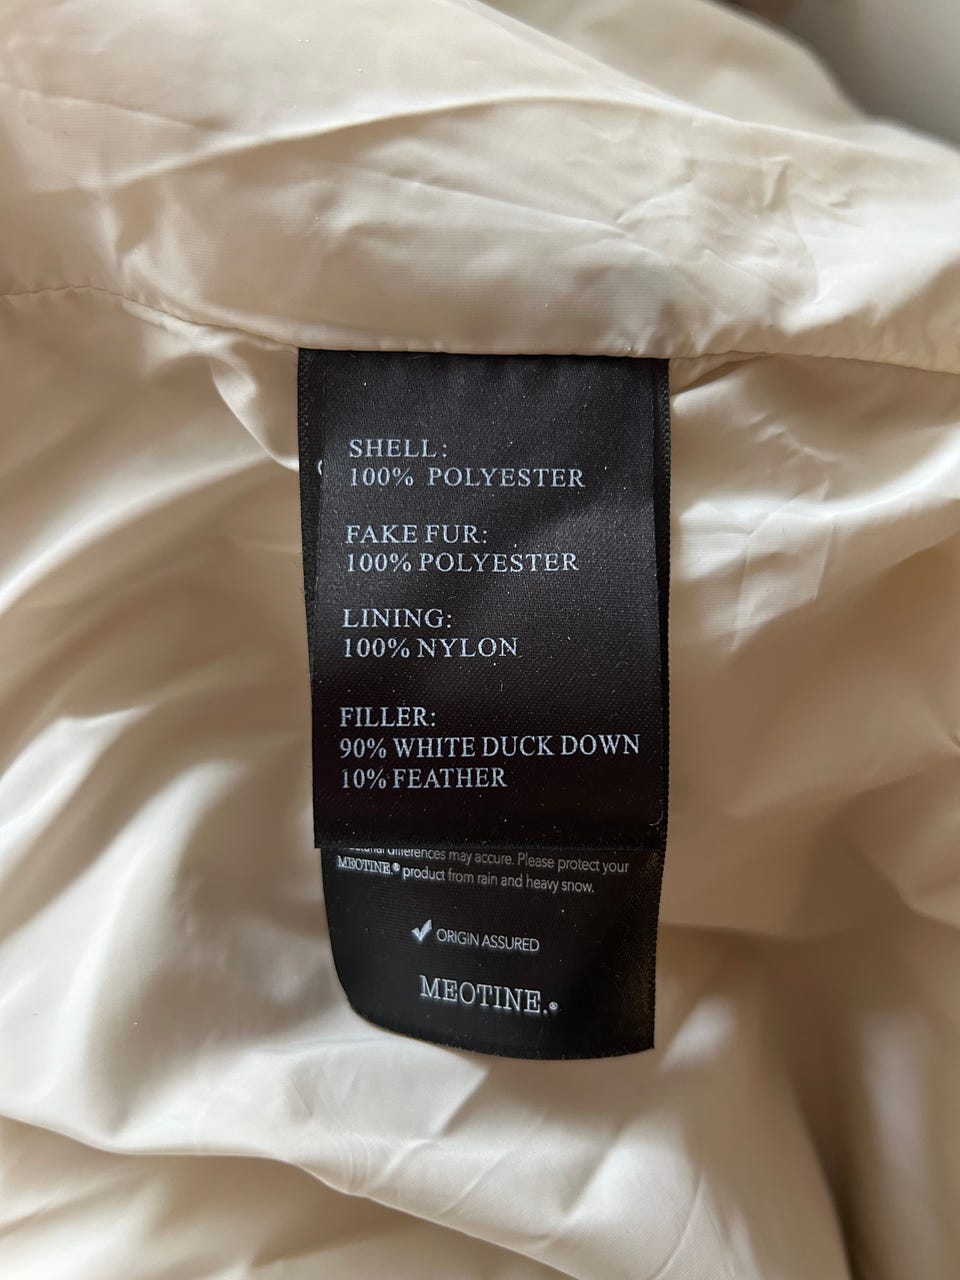 SHELL:
100% POLYESTER
FAKE FUR:
100% POLYESTER
LINING:
100% NYLON
FILLER:
90% WHITE DUCK DOWN
10% FEATHER
differences may accure. Please protect your
MEOTINE.® product from rain and heavy snow.
✓ ORIGIN ASSURED
MEOTINE.®